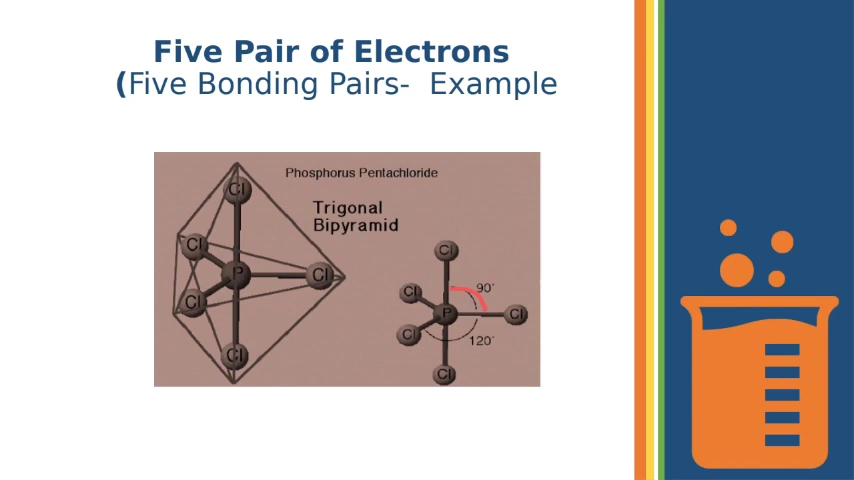 Five Pair of Electrons
(Five Bonding Pairs-  Example
Phosphorus Pentachloride
Trigonal
Bipyramid
Cl
Cl
P
Cl
Cl
Cl
Cl
Cl
90°
P
Cl
Cl
120°
Cl